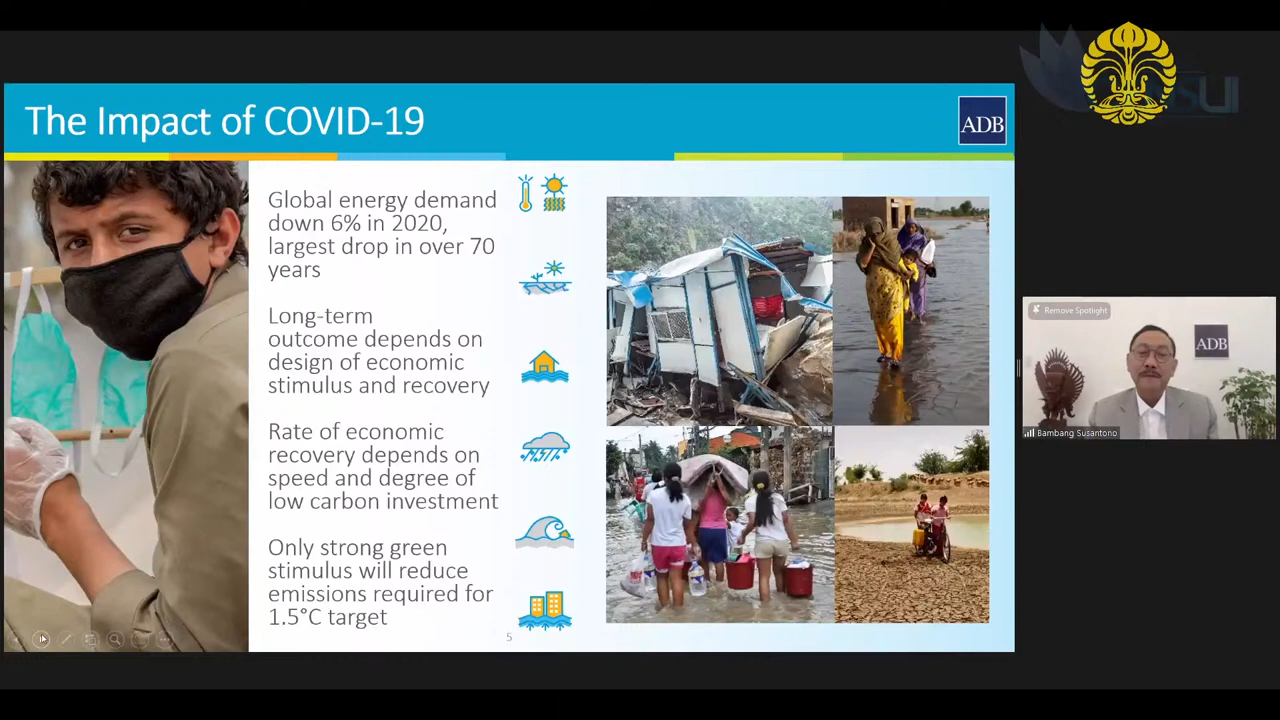 The Impact of COVID-19
ADB
Global energy demand
down 6% in 2020,
largest drop in over 70
years
Long-term
outcome depends on
design of economic
stimulus and recovery
Rate of economic
recovery depends on
speed and degree of
low carbon investment
Only strong green
stimulus will reduce
emissions required for
1.5°C target
5
Remove Spotlight
ADB
Bambang Susantono